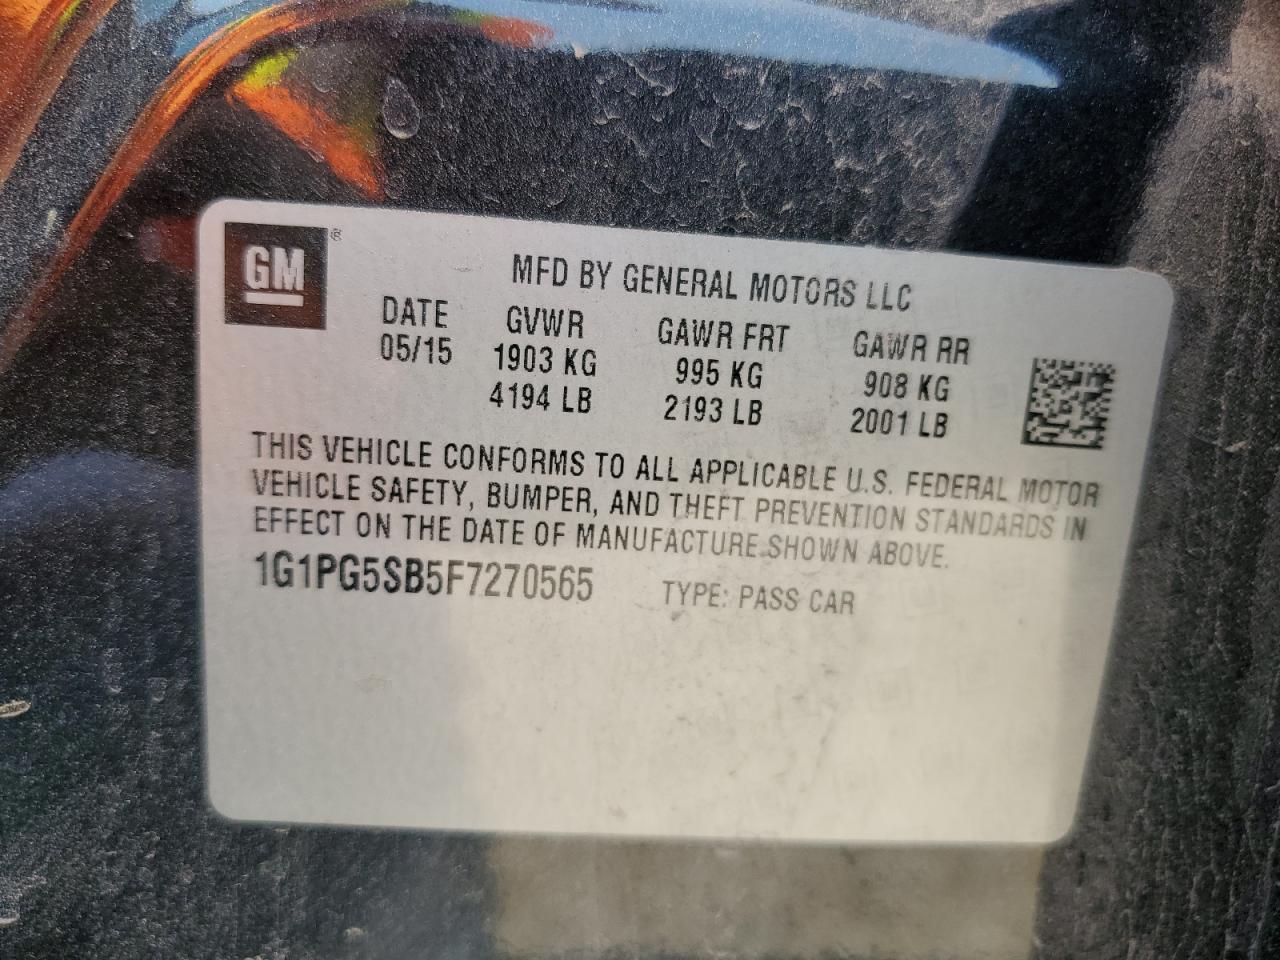 GM ®
MFD BY GENERAL MOTORS LLC
DATE GVWR GAWR FRT GAWR RR
05/15 1903 KG 995 KG 908 KG
4194 LB 2193 LB 2001 LB
THIS VEHICLE CONFORMS TO ALL APPLICABLE U.S. FEDERAL MOTOR
VEHICLE SAFETY, BUMPER, AND THEFT PREVENTION STANDARDS IN
EFFECT ON THE DATE OF MANUFACTURE SHOWN ABOVE.
1G1PG5SB5F7270565 TYPE: PASS CAR